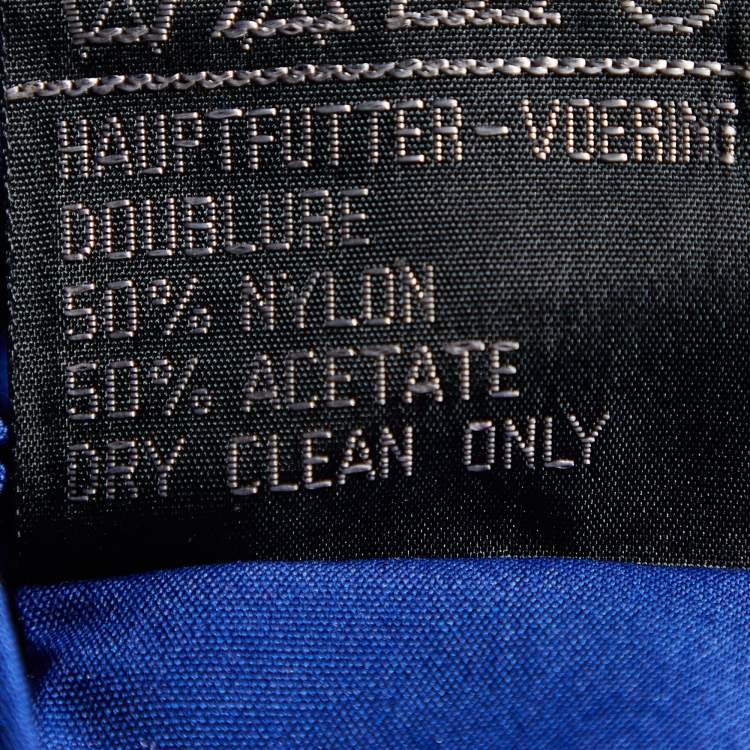 HAUPTFUTTER-VOERING
DOUBLURE
50% NYLON
50% ACETATE
DRY CLEAN ONLY